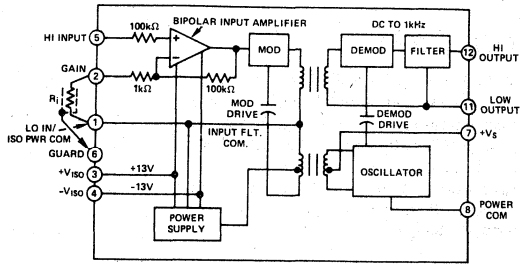 BIPOLAR INPUT AMPLIFIER
DC TO 1kHz
100kΩ
HI INPUT 5
+
−
MOD
DEMOD
FILTER
12 HI OUTPUT
GAIN 2
1kΩ
100kΩ
Ri
MOD DRIVE
11 LOW OUTPUT
DEMOD DRIVE
LO IN/ ISO PWR COM 1
INPUT FLT. COM.
7 +VS
GUARD 6
+VISO 3
+13V
−VISO 4
−13V
OSCILLATOR
POWER SUPPLY
8 POWER COM